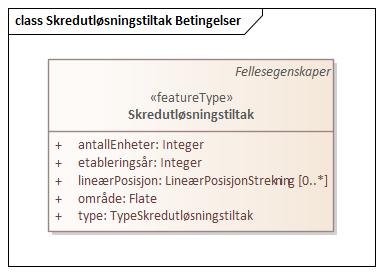 class Skredutløsningstiltak Betingelser
Fellesegenskaper
«featureType»
Skredutløsningstiltak
+ antallEnheter: Integer
+ etableringsår: Integer
+ lineærPosisjon: LineærPosisjonStrekning [0..*]
+ område: Flate
+ type: TypeSkredutløsningstiltak